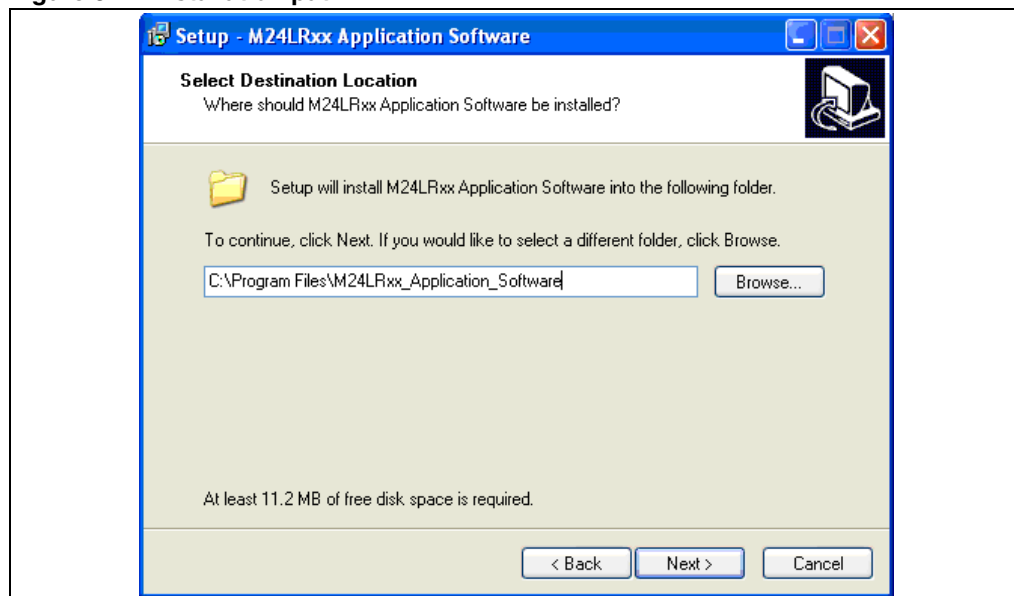 Setup - M24LRxx Application Software
Select Destination Location
Where should M24LRxx Application Software be installed?
Setup will install M24LRxx Application Software into the following folder.
To continue, click Next. If you would like to select a different folder, click Browse.
C:\Program Files\M24LRxx_Application_Software
Browse...
At least 11.2 MB of free disk space is required.
< Back
Next >
Cancel